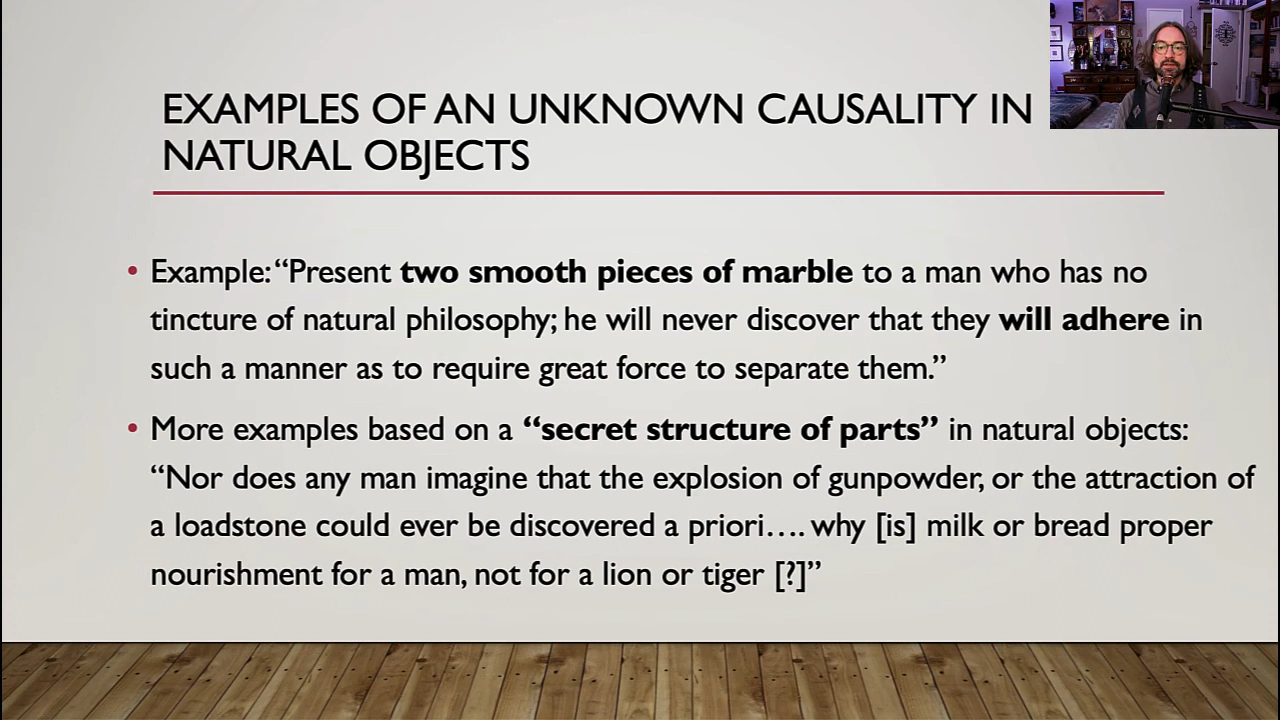 EXAMPLES OF AN UNKNOWN CAUSALITY IN
NATURAL OBJECTS
• Example: “Present two smooth pieces of marble to a man who has no
tincture of natural philosophy; he will never discover that they will adhere in
such a manner as to require great force to separate them.”
• More examples based on a “secret structure of parts” in natural objects:
“Nor does any man imagine that the explosion of gunpowder, or the attraction of
a loadstone could ever be discovered a priori…. why [is] milk or bread proper
nourishment for a man, not for a lion or tiger [?]”